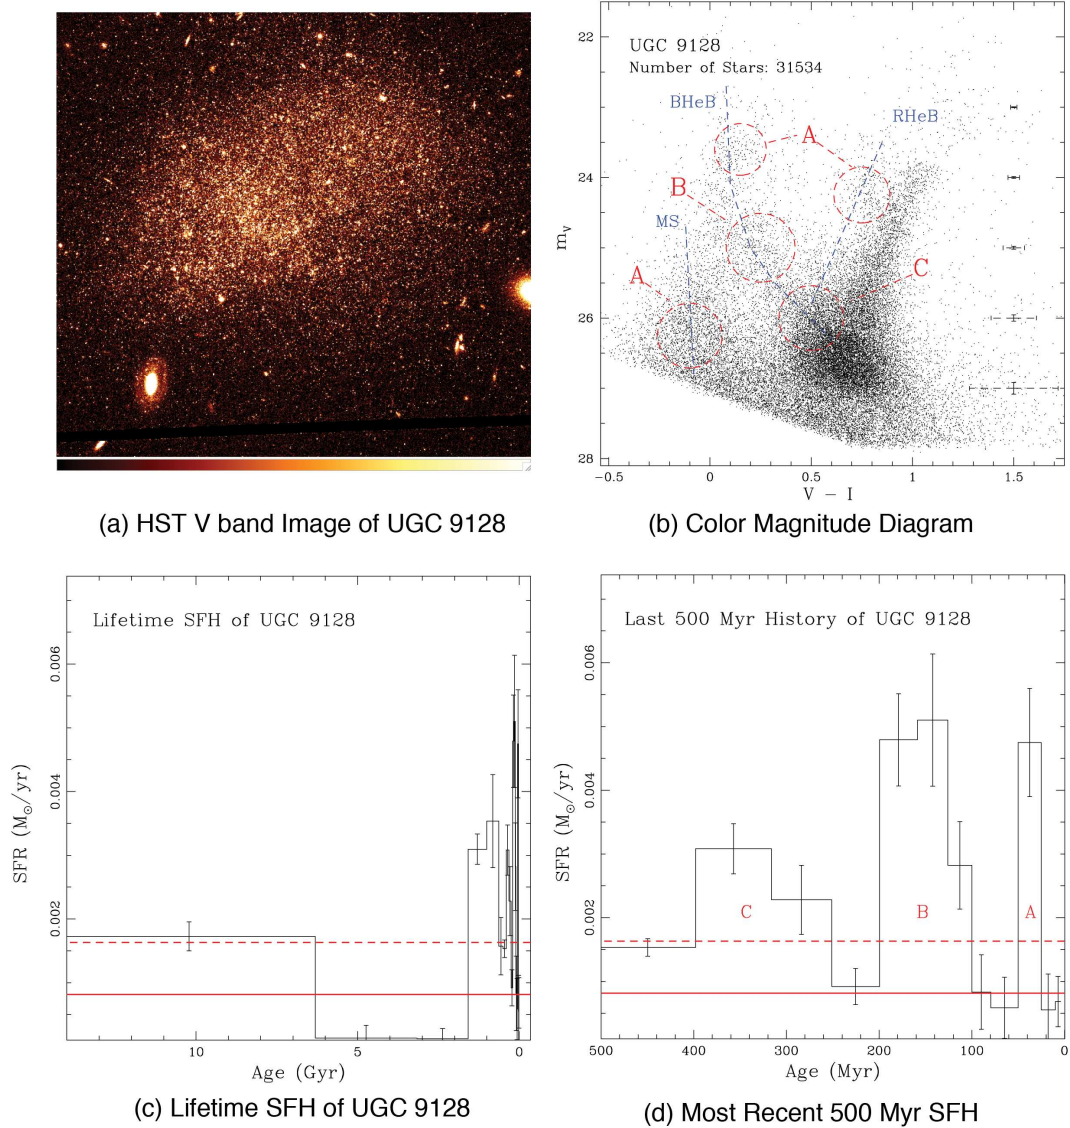 UGC 9128
Number of Stars: 31534
BHeB
RHeB
MS
A
B
A
C
22
24
26
28
m_v
-0.5
0
0.5
1
1.5
V - I
(a) HST V band Image of UGC 9128
(b) Color Magnitude Diagram
Lifetime SFH of UGC 9128
0.006
0.004
0.002
SFR (M⊙/yr)
10
5
0
Age (Gyr)
(c) Lifetime SFH of UGC 9128
Last 500 Myr History of UGC 9128
0.006
0.004
0.002
SFR (M⊙/yr)
C
B
A
500
400
300
200
100
0
Age (Myr)
(d) Most Recent 500 Myr SFH